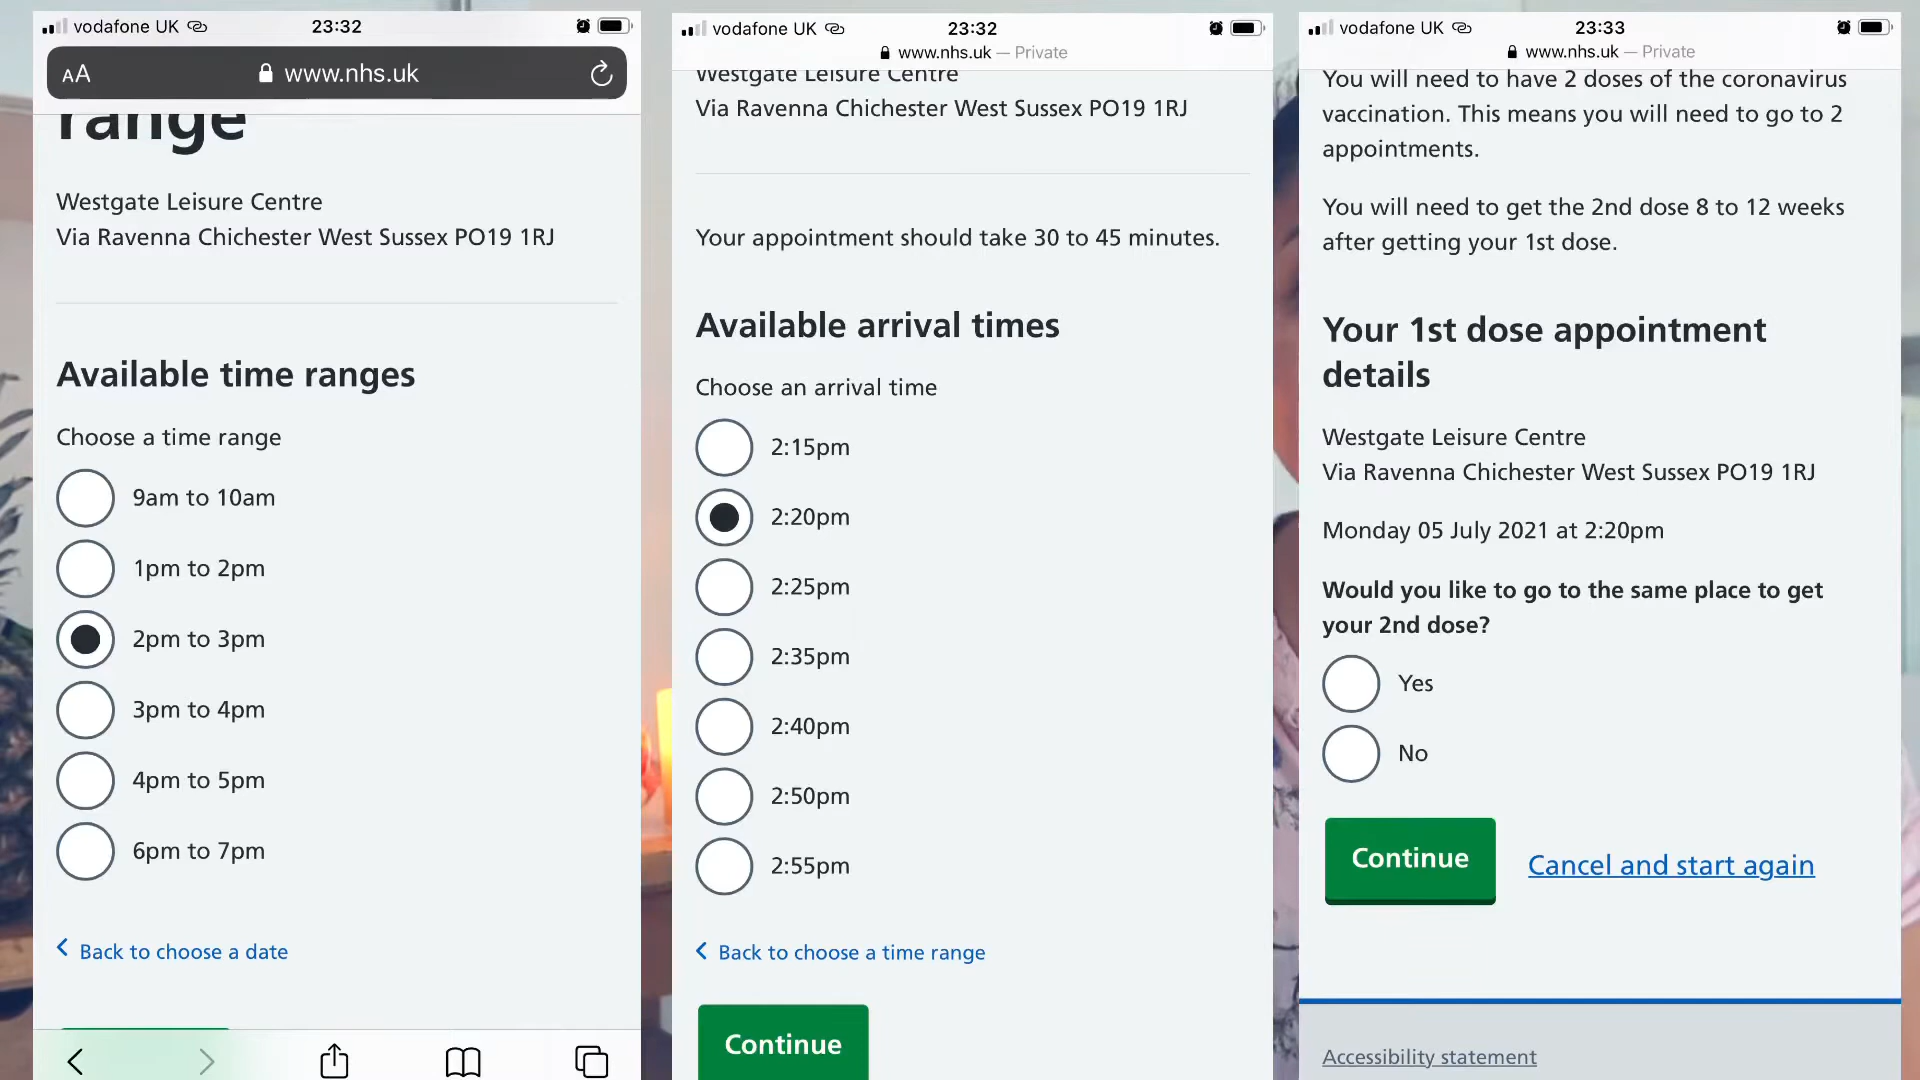 vodafone UK
23:32
AA
www.nhs.uk
range
Westgate Leisure Centre
Via Ravenna Chichester West Sussex PO19 1RJ
Available time ranges
Choose a time range
9am to 10am
1pm to 2pm
2pm to 3pm
3pm to 4pm
4pm to 5pm
6pm to 7pm
Back to choose a date
vodafone UK
23:32
www.nhs.uk — Private
Westgate Leisure Centre
Via Ravenna Chichester West Sussex PO19 1RJ
Your appointment should take 30 to 45 minutes.
Available arrival times
Choose an arrival time
2:15pm
2:20pm
2:25pm
2:35pm
2:40pm
2:50pm
2:55pm
Back to choose a time range
Continue
vodafone UK
23:33
www.nhs.uk — Private
You will need to have 2 doses of the coronavirus
vaccination. This means you will need to go to 2
appointments.
You will need to get the 2nd dose 8 to 12 weeks
after getting your 1st dose.
Your 1st dose appointment
details
Westgate Leisure Centre
Via Ravenna Chichester West Sussex PO19 1RJ
Monday 05 July 2021 at 2:20pm
Would you like to go to the same place to get
your 2nd dose?
Yes
No
Continue
Cancel and start again
Accessibility statement